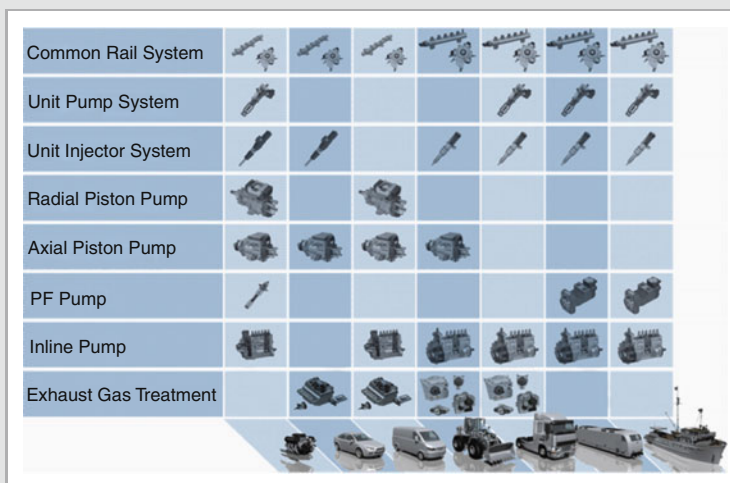 Common Rail System
Unit Pump System
Unit Injector System
Radial Piston Pump
Axial Piston Pump
PF Pump
Inline Pump
Exhaust Gas Treatment